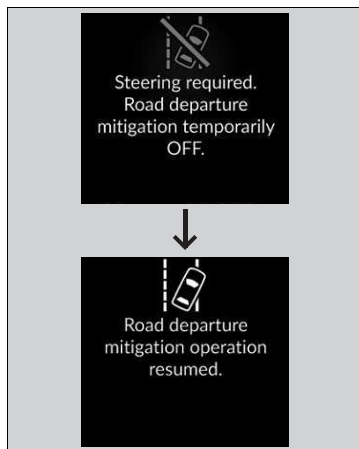 Steering required.
Road departure
mitigation temporarily
OFF.
Road departure
mitigation operation
resumed.